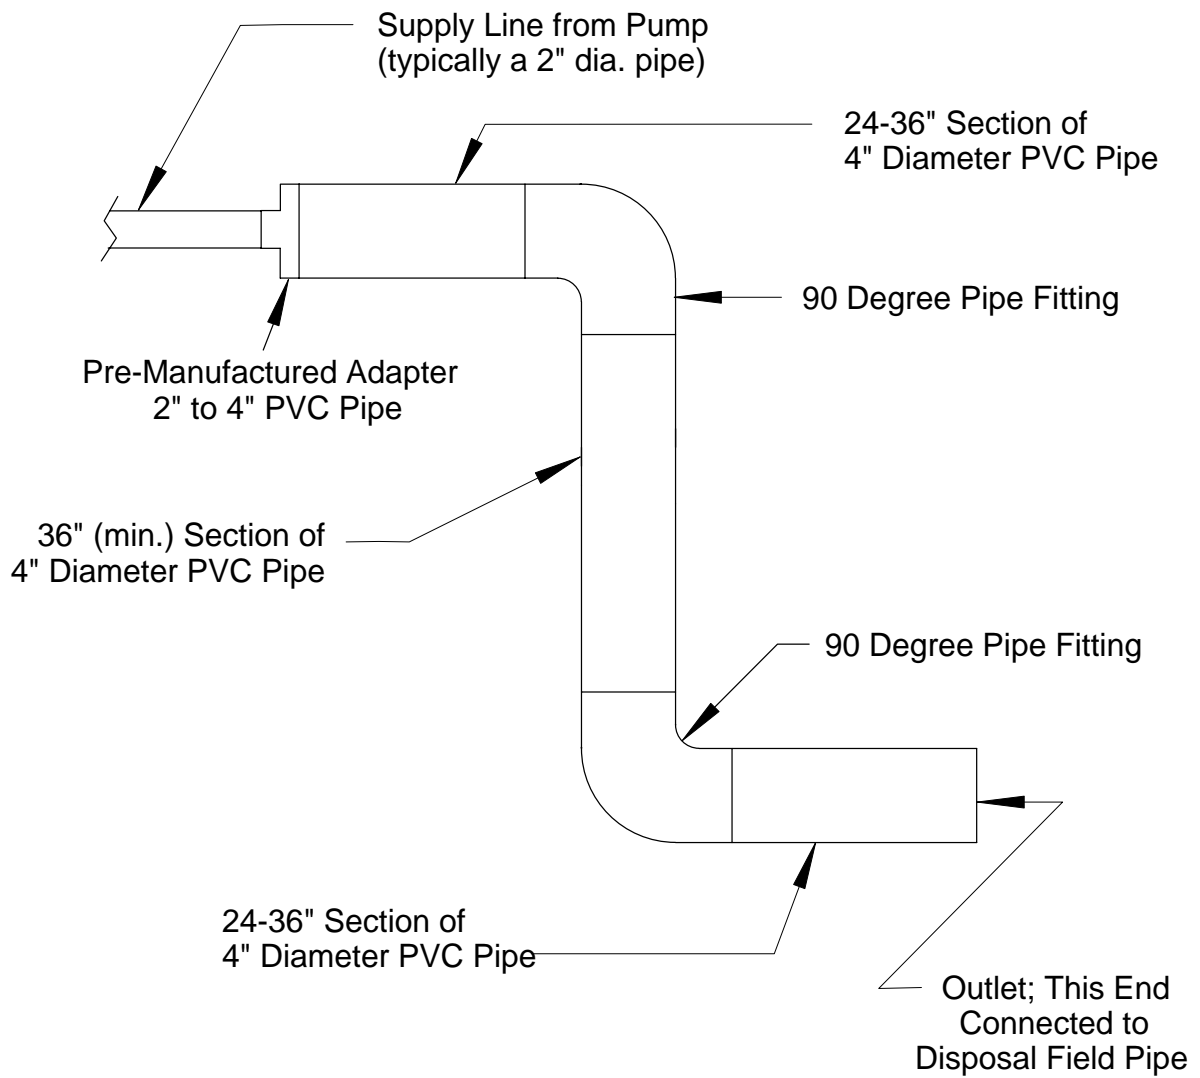 Supply Line from Pump
(typically a 2" dia. pipe)
24-36" Section of
4" Diameter PVC Pipe
90 Degree Pipe Fitting
Pre-Manufactured Adapter
2" to 4" PVC Pipe
36" (min.) Section of
4" Diameter PVC Pipe
90 Degree Pipe Fitting
24-36" Section of
4" Diameter PVC Pipe
Outlet; This End
Connected to
Disposal Field Pipe